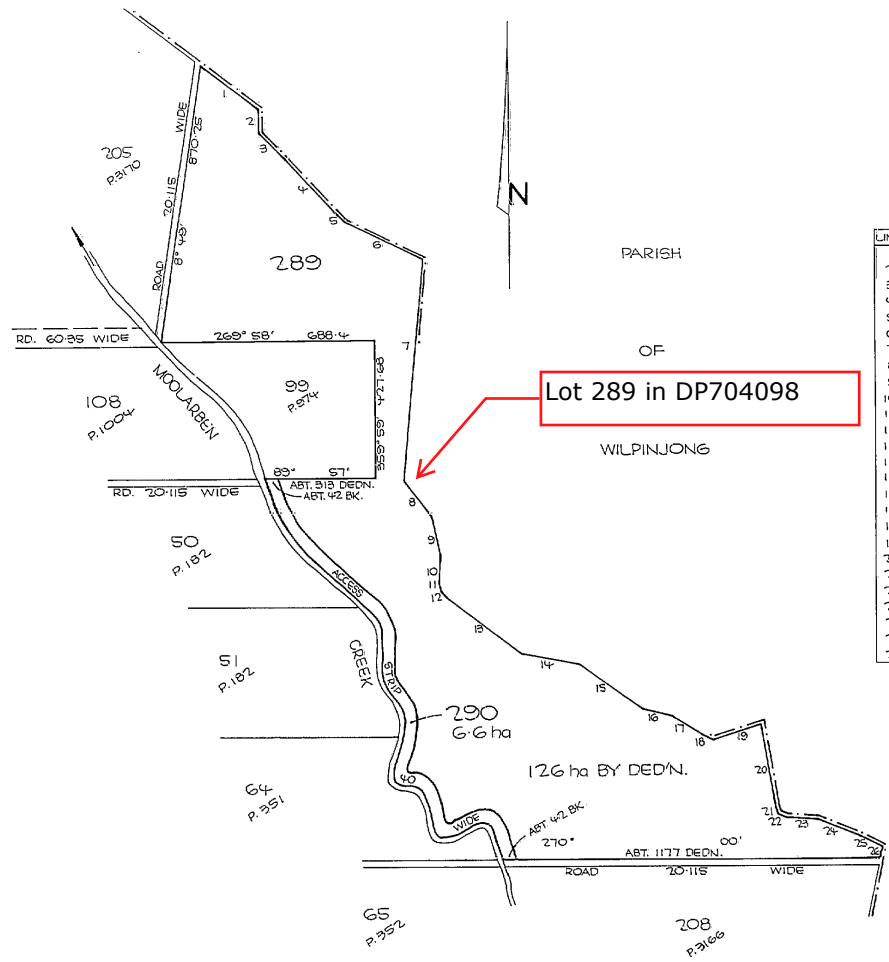 1
2
3
4
5
6
7
205
P.3170
ROAD 20·115 WIDE
8° 49' 870·25
289
N
PARISH
OF
WILPINJONG
RD. 60·35 WIDE
269° 58' 688·4
MOOLARBEN
CREEK
108
P.1004
99
P.974
359° 59' 427·68
Lot 289 in DP704098
89° 57'
RD. 20·115 WIDE
ABT. 313 DEDN.
ABT. 42 BK.
8
9
10
11
12
13
14
15
16
17
18
19
20
21
22
23
24
25
26
50
P.182
ACCESS
STRIP
40
WIDE
51
P.182
290
6·6 ha
126 ha BY DED'N.
64
P.351
ABT. 42 BK.
270° 00'
ABT. 1177 DEDN.
ROAD 20·115 WIDE
65
P.352
208
P.3166